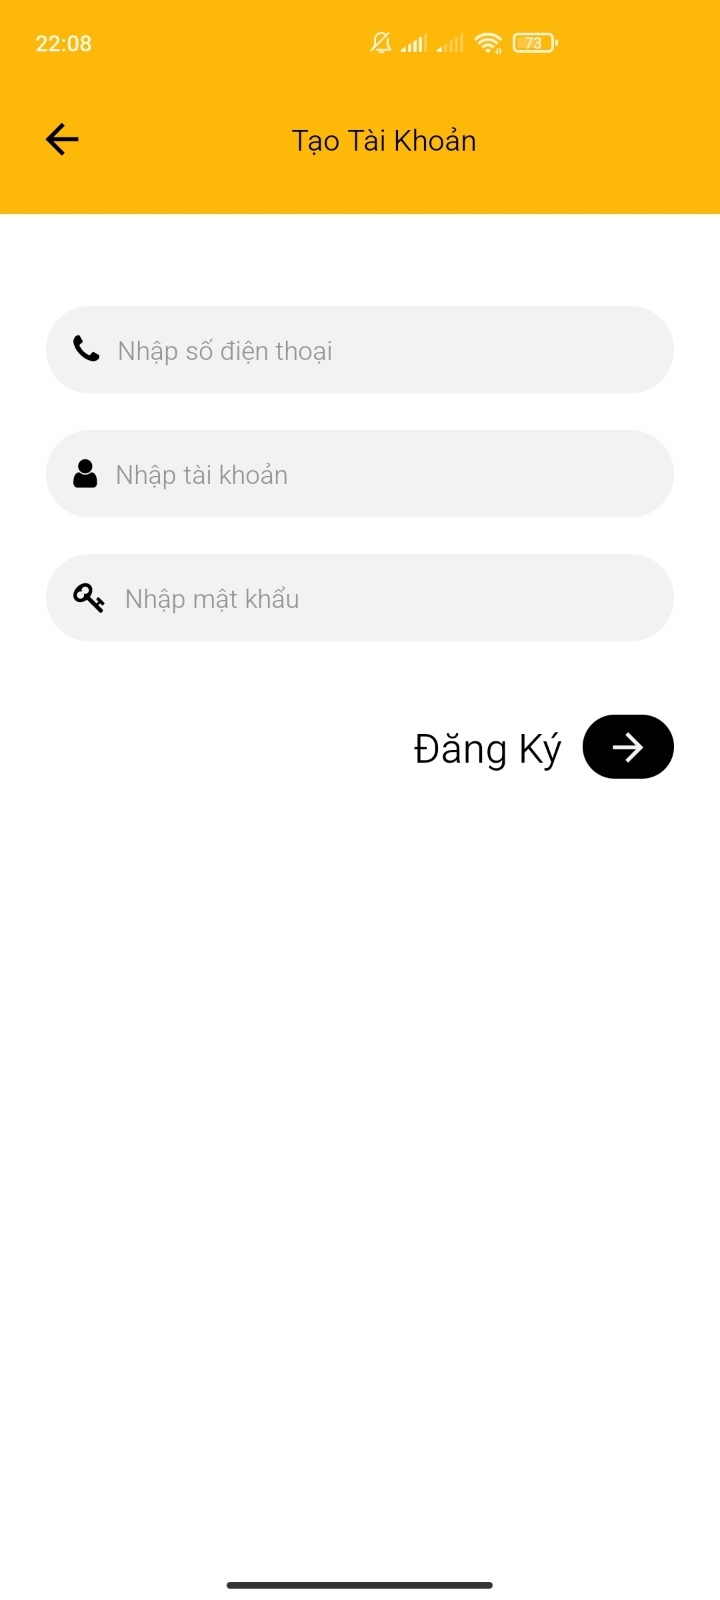 22:08
73
Tạo Tài Khoản
Nhập số điện thoại
Nhập tài khoản
Nhập mật khẩu
Đăng Ký